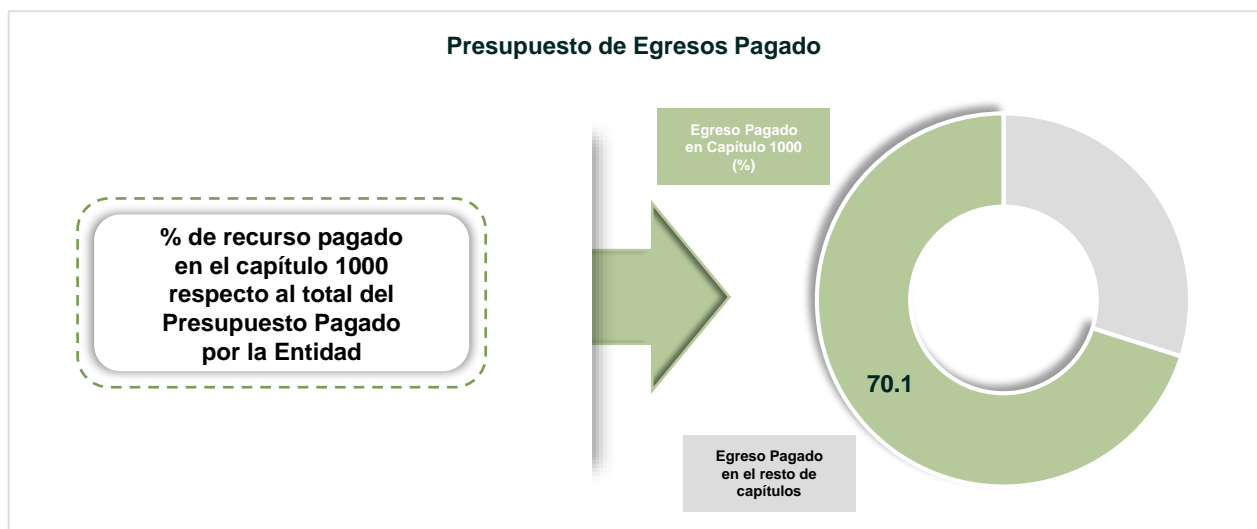 Presupuesto de Egresos Pagado
Egreso Pagado
en Capítulo 1000
(%)
% de recurso pagado
en el capítulo 1000
respecto al total del
Presupuesto Pagado
por la Entidad
70.1
Egreso Pagado
en el resto de
capítulos